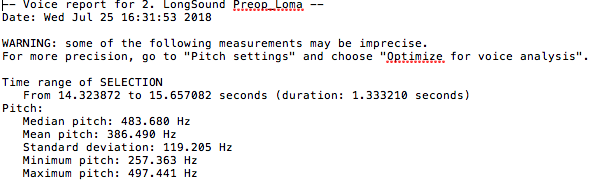 -- Voice report for 2. LongSound Preop_Loma --
Date: Wed Jul 25 16:31:53 2018
WARNING: some of the following measurements may be imprecise.
For more precision, go to "Pitch settings" and choose "Optimize for voice analysis".
Time range of SELECTION
From 14.323872 to 15.657082 seconds (duration: 1.333210 seconds)
Pitch:
Median pitch: 483.680 Hz
Mean pitch: 386.490 Hz
Standard deviation: 119.205 Hz
Minimum pitch: 257.363 Hz
Maximum pitch: 497.441 Hz